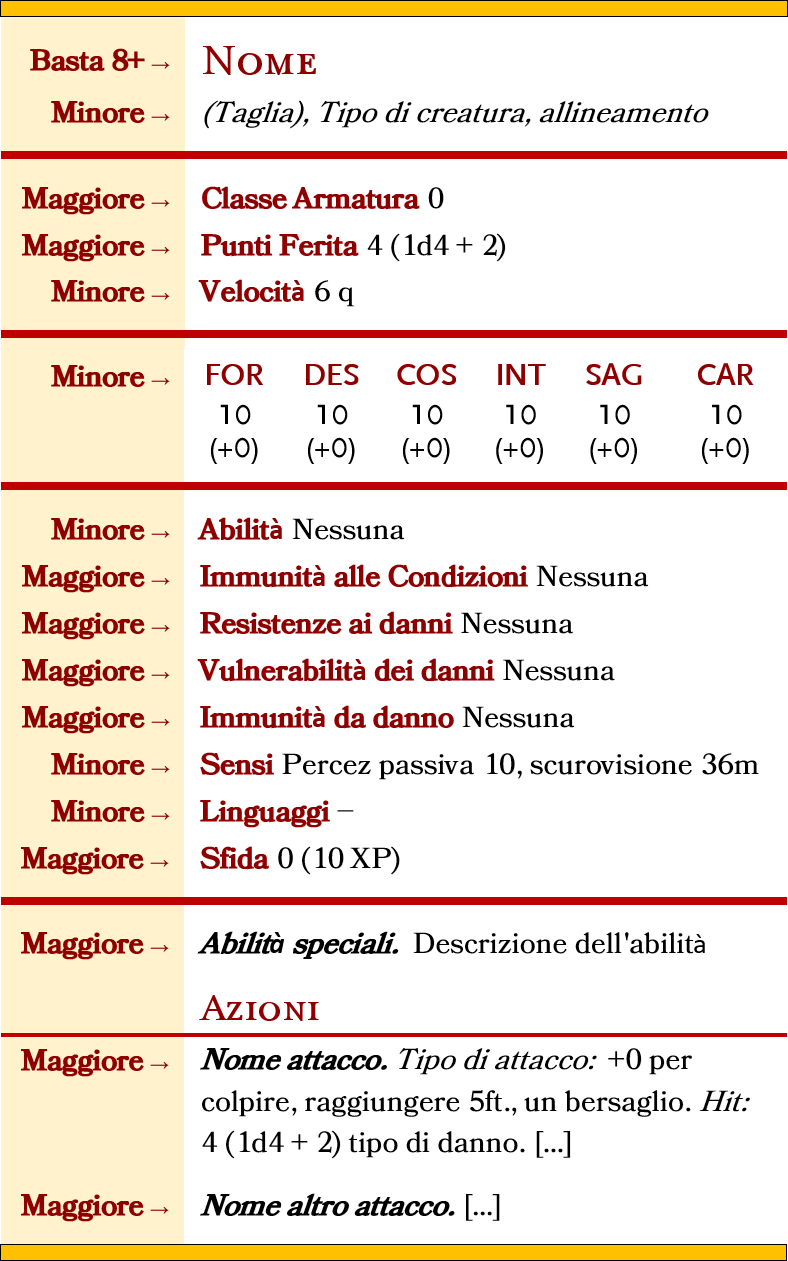 Basta 8+ → Nome
Minore → (Taglia), Tipo di creatura, allineamento
Maggiore → Classe Armatura 0
Maggiore → Punti Ferita 4 (1d4 + 2)
Minore → Velocità 6 q
Minore → FOR DES COS INT SAG CAR
10 10 10 10 10 10
(+0) (+0) (+0) (+0) (+0) (+0)
Minore → Abilità Nessuna
Maggiore → Immunità alle Condizioni Nessuna
Maggiore → Resistenze ai danni Nessuna
Maggiore → Vulnerabilità dei danni Nessuna
Maggiore → Immunità da danno Nessuna
Minore → Sensi Percez passiva 10, scurovisione 36m
Minore → Linguaggi –
Maggiore → Sfida 0 (10 XP)
Maggiore → Abilità speciali. Descrizione dell'abilità
Azioni
Maggiore → Nome attacco. Tipo di attacco: +0 per
colpire, raggiungere 5ft., un bersaglio. Hit:
4 (1d4 + 2) tipo di danno. [...]
Maggiore → Nome altro attacco. [...]